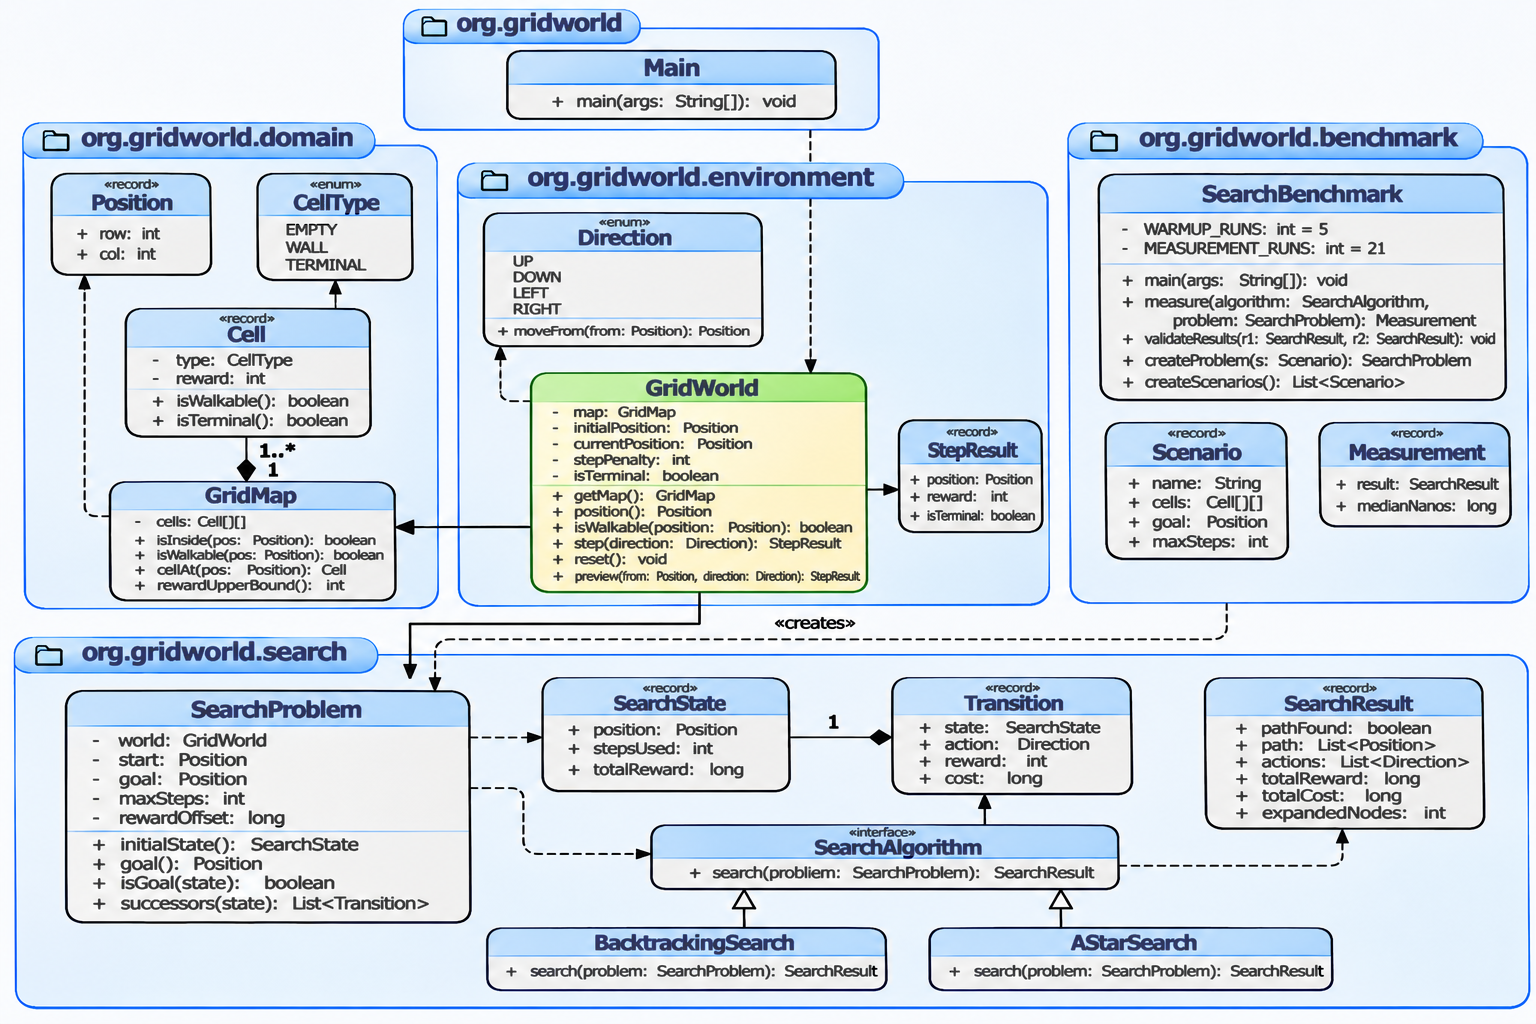 org.gridworld
Main
+ main(args: String[]): void
org.gridworld.domain
«record»
Position
+ row: int
+ col: int
«enum»
CellType
EMPTY
WALL
TERMINAL
«record»
Cell
- type: CellType
- reward: int
+ isWalkable(): boolean
+ isTerminal(): boolean
1..*
1
GridMap
- cells: Cell[][]
+ isInside(pos: Position): boolean
+ isWalkable(pos: Position): boolean
+ cellAt(pos: Position): Cell
+ rewardUpperBound(): int
org.gridworld.environment
«enum»
Direction
UP
DOWN
LEFT
RIGHT
+ moveFrom(from: Position): Position
GridWorld
- map: GridMap
- initialPosition: Position
- currentPosition: Position
- stepPenalty: int
- isTerminal: boolean
+ getMap(): GridMap
+ position(): Position
+ isWalkable(position: Position): boolean
+ step(direction: Direction): StepResult
+ reset(): void
+ preview(from: Position, direction: Direction): StepResult
«record»
StepResult
+ position: Position
+ reward: int
+ isTerminal: boolean
org.gridworld.benchmark
SearchBenchmark
- WARMUP_RUNS: int = 5
- MEASUREMENT_RUNS: int = 21
+ main(args: String[]): void
+ measure(algorithm: SearchAlgorithm,
problem: SearchProblem): Measurement
+ validateResults(r1: SearchResult, r2: SearchResult): void
+ createProblem(s: Scenario): SearchProblem
+ createScenarios(): List<Scenario>
«record»
Scenario
+ name: String
+ cells: Cell[][]
+ goal: Position
+ maxSteps: int
«record»
Measurement
+ result: SearchResult
+ medianNanos: long
«creates»
org.gridworld.search
SearchProblem
- world: GridWorld
- start: Position
- goal: Position
- maxSteps: int
- rewardOffset: long
+ initialState(): SearchState
+ goal(): Position
+ isGoal(state): boolean
+ successors(state): List<Transition>
«record»
SearchState
+ position: Position
+ stepsUsed: int
+ totalReward: long
1
«record»
Transition
+ state: SearchState
+ action: Direction
+ reward: int
+ cost: long
«record»
SearchResult
+ pathFound: boolean
+ path: List<Position>
+ actions: List<Direction>
+ totalReward: long
+ totalCost: long
+ expandedNodes: int
«interface»
SearchAlgorithm
+ search(probliem: SearchProblem): SearchResult
BacktrackingSearch
+ search(problem: SearchProblem): SearchResult
AStarSearch
+ search(problem: SearchProblem): SearchResult